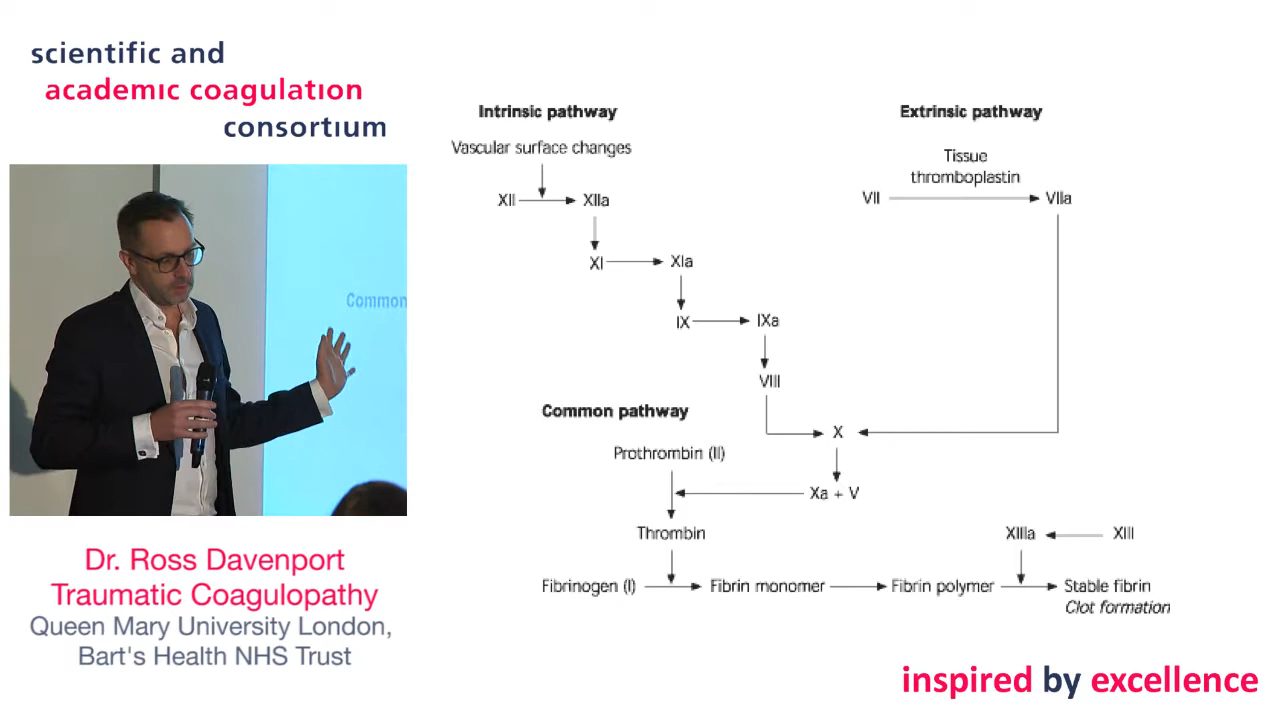 scientific and
academic coagulation
consortium
Common
Dr. Ross Davenport
Traumatic Coagulopathy
Queen Mary University London,
Bart's Health NHS Trust
Intrinsic pathway
Vascular surface changes
XII
XIIa
XI
XIa
IX
IXa
VIII
Extrinsic pathway
Tissue
thromboplastin
VII
VIIa
X
Xa + V
Common pathway
Prothrombin (II)
Thrombin
Fibrinogen (I)
Fibrin monomer
Fibrin polymer
XIIIa
XIII
Stable fibrin
Clot formation
inspired by excellence